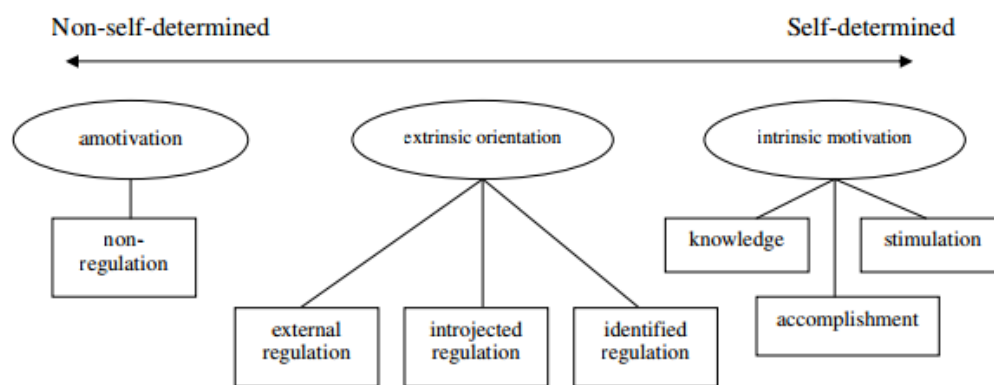 Non-self-determined
Self-determined
amotivation
extrinsic orientation
intrinsic motivation
non-
regulation
knowledge
stimulation
external
regulation
introjected
regulation
identified
regulation
accomplishment